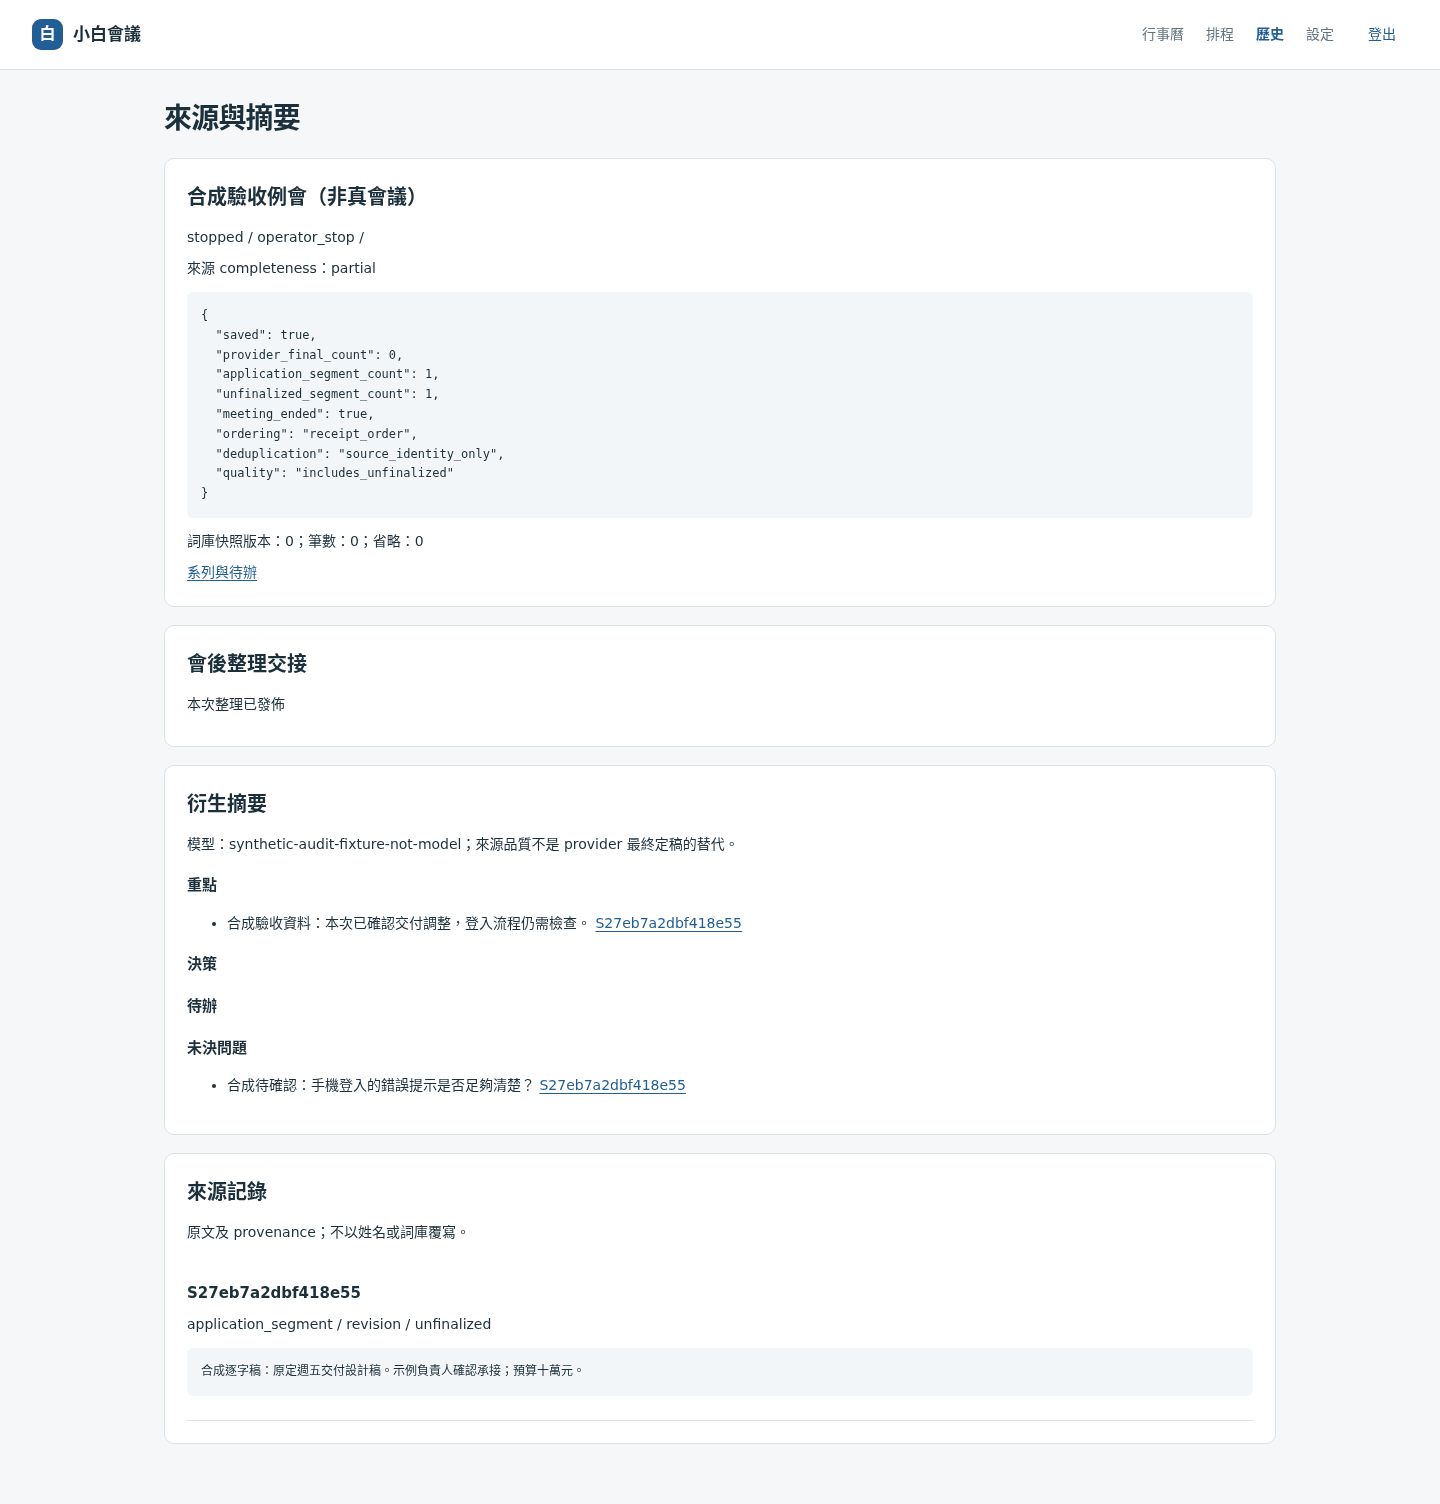 白 小白會議 行事曆 排程 歷史 設定 登出
來源與摘要
合成驗收例會（非真會議）
stopped / operator_stop /
來源 completeness：partial
{
  "saved": true,
  "provider_final_count": 0,
  "application_segment_count": 1,
  "unfinalized_segment_count": 1,
  "meeting_ended": true,
  "ordering": "receipt_order",
  "deduplication": "source_identity_only",
  "quality": "includes_unfinalized"
}
詞庫快照版本：0；筆數：0；省略：0
系列與待辦
會後整理交接
本次整理已發佈
衍生摘要
模型：synthetic-audit-fixture-not-model；來源品質不是 provider 最終定稿的替代。
重點
• 合成驗收資料：本次已確認交付調整，登入流程仍需檢查。 S27eb7a2dbf418e55
決策
待辦
未決問題
• 合成待確認：手機登入的錯誤提示是否足夠清楚？ S27eb7a2dbf418e55
來源記錄
原文及 provenance；不以姓名或詞庫覆寫。
S27eb7a2dbf418e55
application_segment / revision / unfinalized
合成逐字稿：原定週五交付設計稿。示例負責人確認承接；預算十萬元。